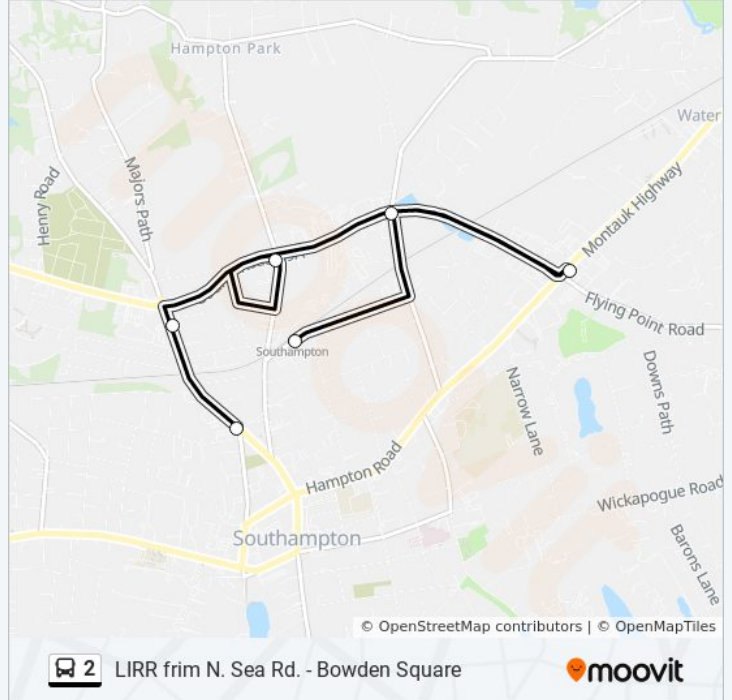 Hampton Park
Water
Henry Road
Majors Path
Montauk Highway
Flying Point Road
Southampton
Downs Path
Narrow Lane
Hampton Road
Wickapogue Road
Southampton
Barons Lane
© OpenStreetMap contributors | © OpenMapTiles
2 LIRR frim N. Sea Rd. - Bowden Square
moovit